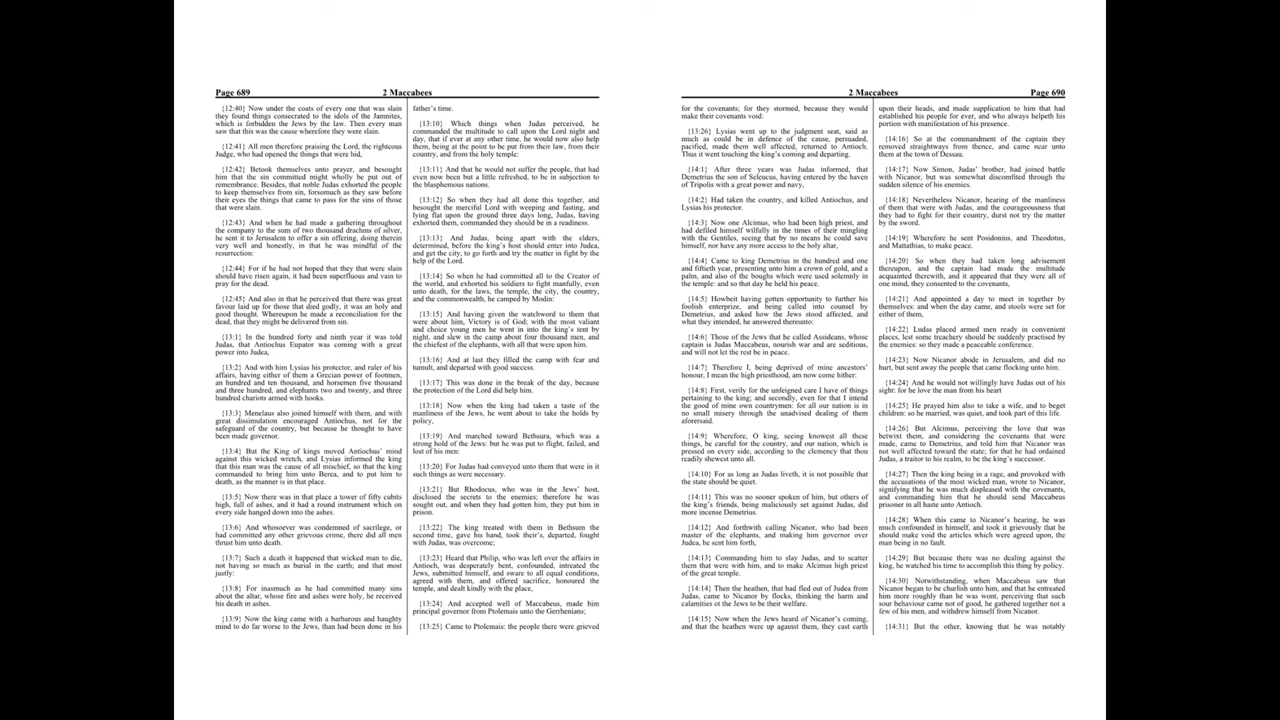 Page 689
2 Maccabees
{12:40} Now under the coats of every one that was slain
they found things consecrated to the idols of the Jamnites,
which is forbidden the Jews by the law. Then every man
saw that this was the cause wherefore they were slain.
{12:41} All men therefore praising the Lord, the righteous
Judge, who had opened the things that were hid,
{12:42} Betook themselves unto prayer, and besought
him that the sin committed might wholly be put out of
remembrance. Besides, that noble Judas exhorted the people
to keep themselves from sin, forsomuch as they saw before
their eyes the things that came to pass for the sins of those
that were slain.
{12:43} And when he had made a gathering throughout
the company to the sum of two thousand drachms of silver,
he sent it to Jerusalem to offer a sin offering, doing therein
very well and honestly, in that he was mindful of the
resurrection:
{12:44} For if he had not hoped that they that were slain
should have risen again, it had been superfluous and vain to
pray for the dead.
{12:45} And also in that he perceived that there was great
favour laid up for those that died godly, it was an holy and
good thought. Whereupon he made a reconciliation for the
dead, that they might be delivered from sin.
{13:1} In the hundred forty and ninth year it was told
Judas, that Antiochus Eupator was coming with a great
power into Judea,
{13:2} And with him Lysias his protector, and ruler of his
affairs, having either of them a Grecian power of footmen,
an hundred and ten thousand, and horsemen five thousand
and three hundred, and elephants two and twenty, and three
hundred chariots armed with hooks.
{13:3} Menelaus also joined himself with them, and with
great dissimulation encouraged Antiochus, not for the
safeguard of the country, but because he thought to have
been made governor.
{13:4} But the King of kings moved Antiochus' mind
against this wicked wretch, and Lysias informed the king
that this man was the cause of all mischief, so that the king
commanded to bring him unto Berea, and to put him to
death, as the manner is in that place.
{13:5} Now there was in that place a tower of fifty cubits
high, full of ashes, and it had a round instrument which on
every side hanged down into the ashes.
{13:6} And whosoever was condemned of sacrilege, or
had committed any other grievous crime, there did all men
thrust him unto death.
{13:7} Such a death it happened that wicked man to die,
not having so much as burial in the earth; and that most
justly:
{13:8} For inasmuch as he had committed many sins
about the altar, whose fire and ashes were holy, he received
his death in ashes.
{13:9} Now the king came with a barbarous and haughty
mind to do far worse to the Jews, than had been done in his
father's time.
{13:10} Which things when Judas perceived, he
commanded the multitude to call upon the Lord night and
day, that if ever at any other time, he would now also help
them, being at the point to be put from their law, from their
country, and from the holy temple:
{13:11} And that he would not suffer the people, that had
even now been but a little refreshed, to be in subjection to
the blasphemous nations.
{13:12} So when they had all done this together, and
besought the merciful Lord with weeping and fasting, and
lying flat upon the ground three days long, Judas, having
exhorted them, commanded they should be in a readiness.
{13:13} And Judas, being apart with the elders,
determined, before the king's host should enter into Judea,
and get the city, to go forth and try the matter in fight by the
help of the Lord.
{13:14} So when he had committed all to the Creator of
the world, and exhorted his soldiers to fight manfully, even
unto death, for the laws, the temple, the city, the country,
and the commonwealth, he camped by Modin:
{13:15} And having given the watchword to them that
were about him, Victory is of God; with the most valiant
and choice young men he went in into the king's tent by
night, and slew in the camp about four thousand men, and
the chiefest of the elephants, with all that were upon him.
{13:16} And at last they filled the camp with fear and
tumult, and departed with good success.
{13:17} This was done in the break of the day, because
the protection of the Lord did help him.
{13:18} Now when the king had taken a taste of the
manliness of the Jews, he went about to take the holds by
policy,
{13:19} And marched toward Bethsura, which was a
strong hold of the Jews: but he was put to flight, failed, and
lost of his men:
{13:20} For Judas had conveyed unto them that were in it
such things as were necessary.
{13:21} But Rhodocus, who was in the Jews' host,
disclosed the secrets to the enemies; therefore he was
sought out, and when they had gotten him, they put him in
prison.
{13:22} The king treated with them in Bethsum the
second time, gave his hand, took their's, departed, fought
with Judas, was overcome;
{13:23} Heard that Philip, who was left over the affairs in
Antioch, was desperately bent, confounded, intreated the
Jews, submitted himself, and sware to all equal conditions,
agreed with them, and offered sacrifice, honoured the
temple, and dealt kindly with the place,
{13:24} And accepted well of Maccabeus, made him
principal governor from Ptolemais unto the Gerrhenians;
{13:25} Came to Ptolemais: the people there were grieved
2 Maccabees
Page 690
for the covenants; for they stormed, because they would
make their covenants void:
{13:26} Lysias went up to the judgment seat, said as
much as could be in defence of the cause, persuaded,
pacified, made them well affected, returned to Antioch.
Thus it went touching the king's coming and departing.
{14:1} After three years was Judas informed, that
Demetrius the son of Seleucus, having entered by the haven
of Tripolis with a great power and navy,
{14:2} Had taken the country, and killed Antiochus, and
Lysias his protector.
{14:3} Now one Alcimus, who had been high priest, and
had defiled himself wilfully in the times of their mingling
with the Gentiles, seeing that by no means he could save
himself, nor have any more access to the holy altar,
{14:4} Came to king Demetrius in the hundred and one
and fiftieth year, presenting unto him a crown of gold, and a
palm, and also of the boughs which were used solemnly in
the temple: and so that day he held his peace.
{14:5} Howbeit having gotten opportunity to further his
foolish enterprize, and being called into counsel by
Demetrius, and asked how the Jews stood affected, and
what they intended, he answered thereunto:
{14:6} Those of the Jews that he called Assideans, whose
captain is Judas Maccabeus, nourish war and are seditious,
and will not let the rest be in peace.
{14:7} Therefore I, being deprived of mine ancestors'
honour, I mean the high priesthood, am now come hither:
{14:8} First, verily for the unfeigned care I have of things
pertaining to the king; and secondly, even for that I intend
the good of mine own countrymen: for all our nation is in
no small misery through the unadvised dealing of them
aforersaid.
{14:9} Wherefore, O king, seeing knowest all these
things, be careful for the country, and our nation, which is
pressed on every side, according to the clemency that thou
readily shewest unto all.
{14:10} For as long as Judas liveth, it is not possible that
the state should be quiet.
{14:11} This was no sooner spoken of him, but others of
the king's friends, being maliciously set against Judas, did
more incense Demetrius.
{14:12} And forthwith calling Nicanor, who had been
master of the elephants, and making him governor over
Judea, he sent him forth,
{14:13} Commanding him to slay Judas, and to scatter
them that were with him, and to make Alcimus high priest
of the great temple.
{14:14} Then the heathen, that had fled out of Judea from
Judas, came to Nicanor by flocks, thinking the harm and
calamities ot the Jews to be their welfare.
{14:15} Now when the Jews heard of Nicanor's coming,
and that the heathen were up against them, they cast earth
upon their heads, and made supplication to him that had
established his people for ever, and who always helpeth his
portion with manifestation of his presence.
{14:16} So at the commandment of the captain they
removed straightways from thence, and came near unto
them at the town of Dessau.
{14:17} Now Simon, Judas' brother, had joined battle
with Nicanor, but was somewhat discomfited through the
sudden silence of his enemies.
{14:18} Nevertheless Nicanor, hearing of the manliness
of them that were with Judas, and the courageousness that
they had to fight for their country, durst not try the matter
by the sword.
{14:19} Wherefore he sent Posidonius, and Theodotus,
and Mattathias, to make peace.
{14:20} So when they had taken long advisement
thereupon, and the captain had made the multitude
acquainted therewith, and it appeared that they were all of
one mind, they consented to the covenants,
{14:21} And appointed a day to meet in together by
themselves: and when the day came, and stools were set for
either of them,
{14:22} Ludas placed armed men ready in convenient
places, lest some treachery should be suddenly practised by
the enemies: so they made a peaceable conference.
{14:23} Now Nicanor abode in Jerusalem, and did no
hurt, but sent away the people that came flocking unto him.
{14:24} And he would not willingly have Judas out of his
sight: for he love the man from his heart
{14:25} He prayed him also to take a wife, and to beget
children: so he married, was quiet, and took part of this life.
{14:26} But Alcimus, perceiving the love that was
betwixt them, and considering the covenants that were
made, came to Demetrius, and told him that Nicanor was
not well affected toward the state; for that he had ordained
Judas, a traitor to his realm, to be the king's successor.
{14:27} Then the king being in a rage, and provoked with
the accusations of the most wicked man, wrote to Nicanor,
signifying that he was much displeased with the covenants,
and commanding him that he should send Maccabeus
prisoner in all haste unto Antioch.
{14:28} When this came to Nicanor's hearing, he was
much confounded in himself, and took it grievously that he
should make void the articles which were agreed upon, the
man being in no fault.
{14:29} But because there was no dealing against the
king, he watched his time to accomplish this thing by policy.
{14:30} Notwithstanding, when Maccabeus saw that
Nicanor began to be churlish unto him, and that he entreated
him more roughly than he was wont, perceiving that such
sour behaviour came not of good, he gathered together not a
few of his men, and withdrew himself from Nicanor.
{14:31} But the other, knowing that he was notably